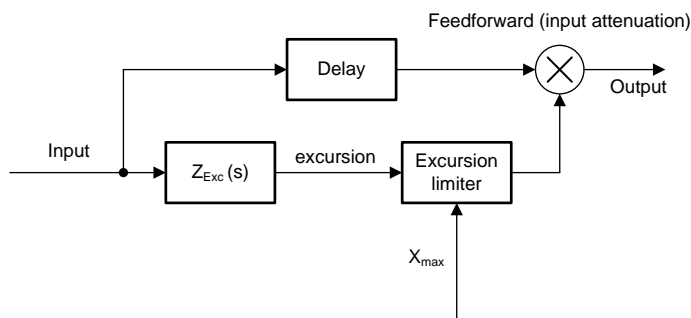 Feedforward (input attenuation)
Delay
Output
Input
Z_Exc (s)
excursion
Excursion
limiter
X_max